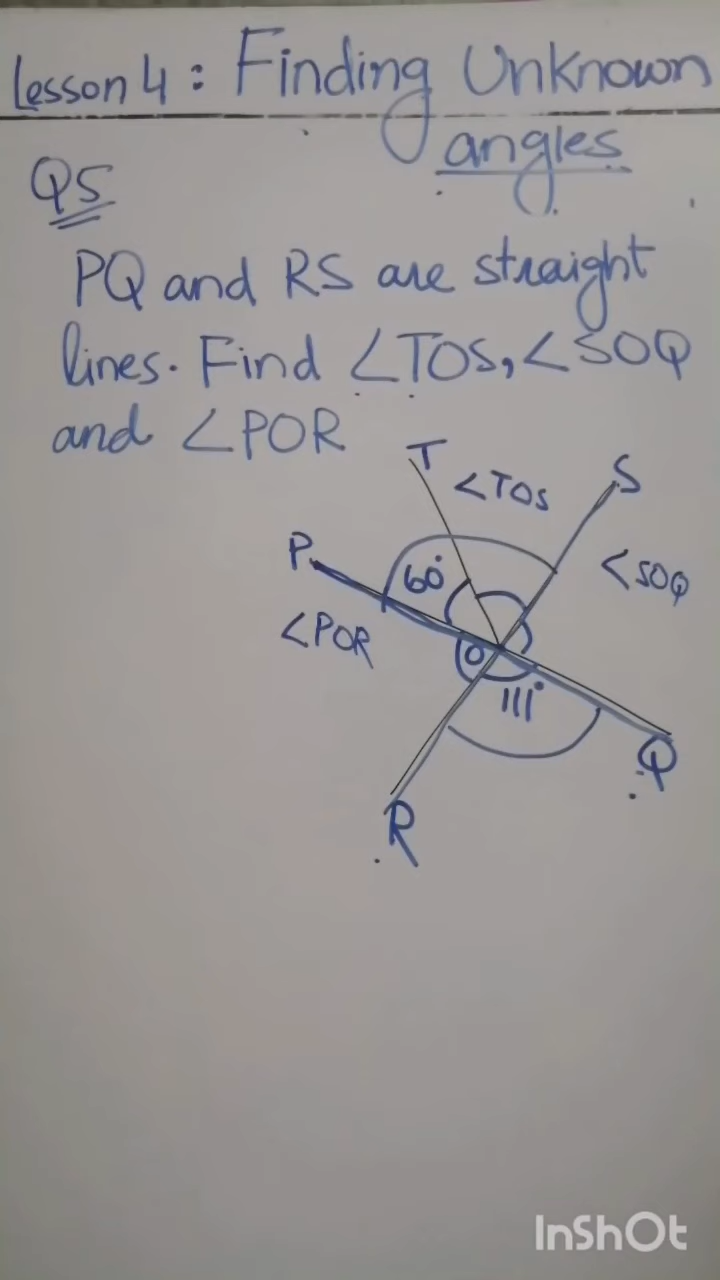 Lesson 4 : Finding Unknown
angles
Q5
PQ and RS are straight
lines. Find <TOS, <SOQ
and <POR
T
<TOS
S
P
60°
<SOQ
<POR
O
111°
Q
R
InShOt